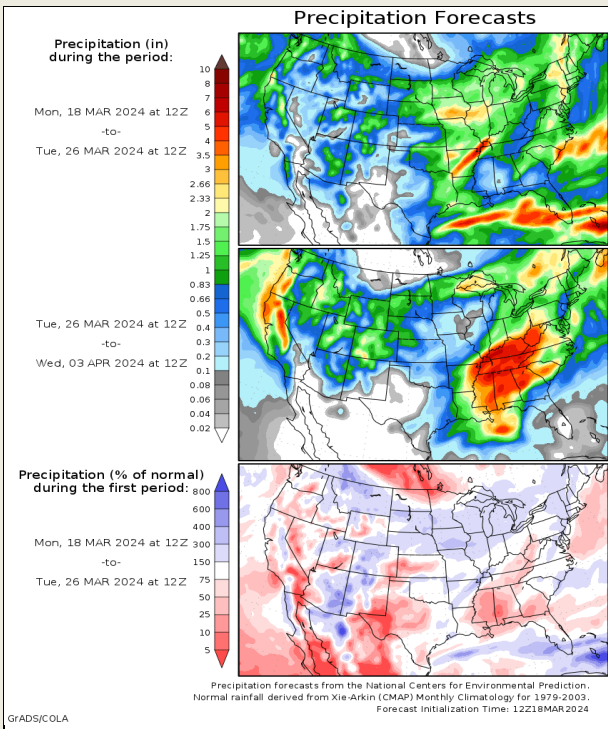 Precipitation Forecasts
Precipitation (in)
during the period:
Mon, 18 MAR 2024 at 12Z
-to-
Tue, 26 MAR 2024 at 12Z
10
8
7
6
5
4
3.5
3
2.66
2.33
2
1.75
1.5
1.25
1
0.83
0.66
0.5
0.4
0.3
0.2
0.1
0.08
0.06
0.04
0.02
Tue, 26 MAR 2024 at 12Z
-to-
Wed, 03 APR 2024 at 12Z
Precipitation (% of normal)
during the first period:
Mon, 18 MAR 2024 at 12Z
-to-
Tue, 26 MAR 2024 at 12Z
800
600
400
300
150
75
50
25
10
5
Precipitation forecasts from the National Centers for Environmental Prediction.
Normal rainfall derived from Xie-Arkin (CMAP) Monthly Climatology for 1979-2003.
Forecast Initialization Time: 12Z18MAR2024
GrADS/COLA